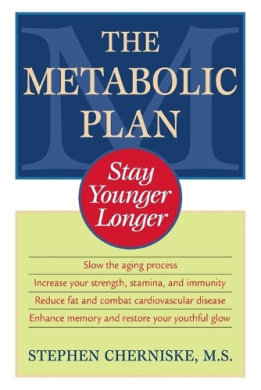 THE
METABOLIC
PLAN
Stay
Younger
Longer
Slow the aging process
Increase your strength, stamina, and immunity
Reduce fat and combat cardiovascular disease
Enhance memory and restore your youthful glow
STEPHEN CHERNISKE, M.S.